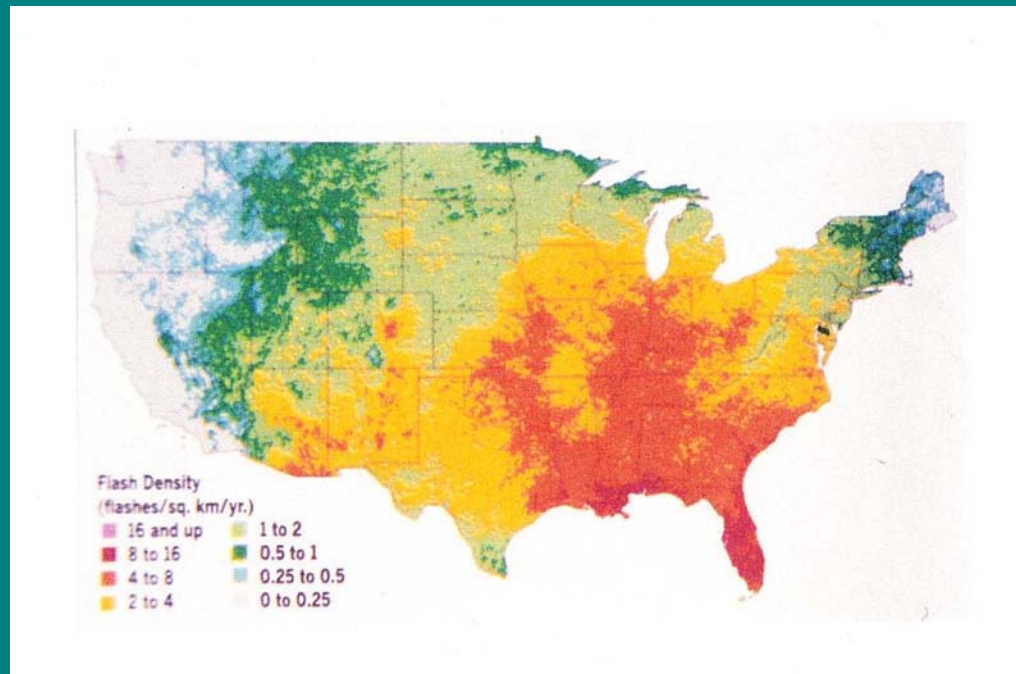 Flash Density
(flashes/sq. km/yr.)
16 and up
8 to 16
4 to 8
2 to 4
1 to 2
0.5 to 1
0.25 to 0.5
0 to 0.25